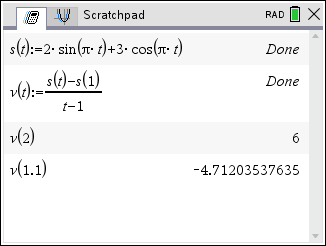 Scratchpad RAD
s(t):=2· sin(π· t)+3· cos(π· t) Done
v(t):=s(t)−s(1)/t−1 Done
v(2) 6
v(1.1) −4.71203537635